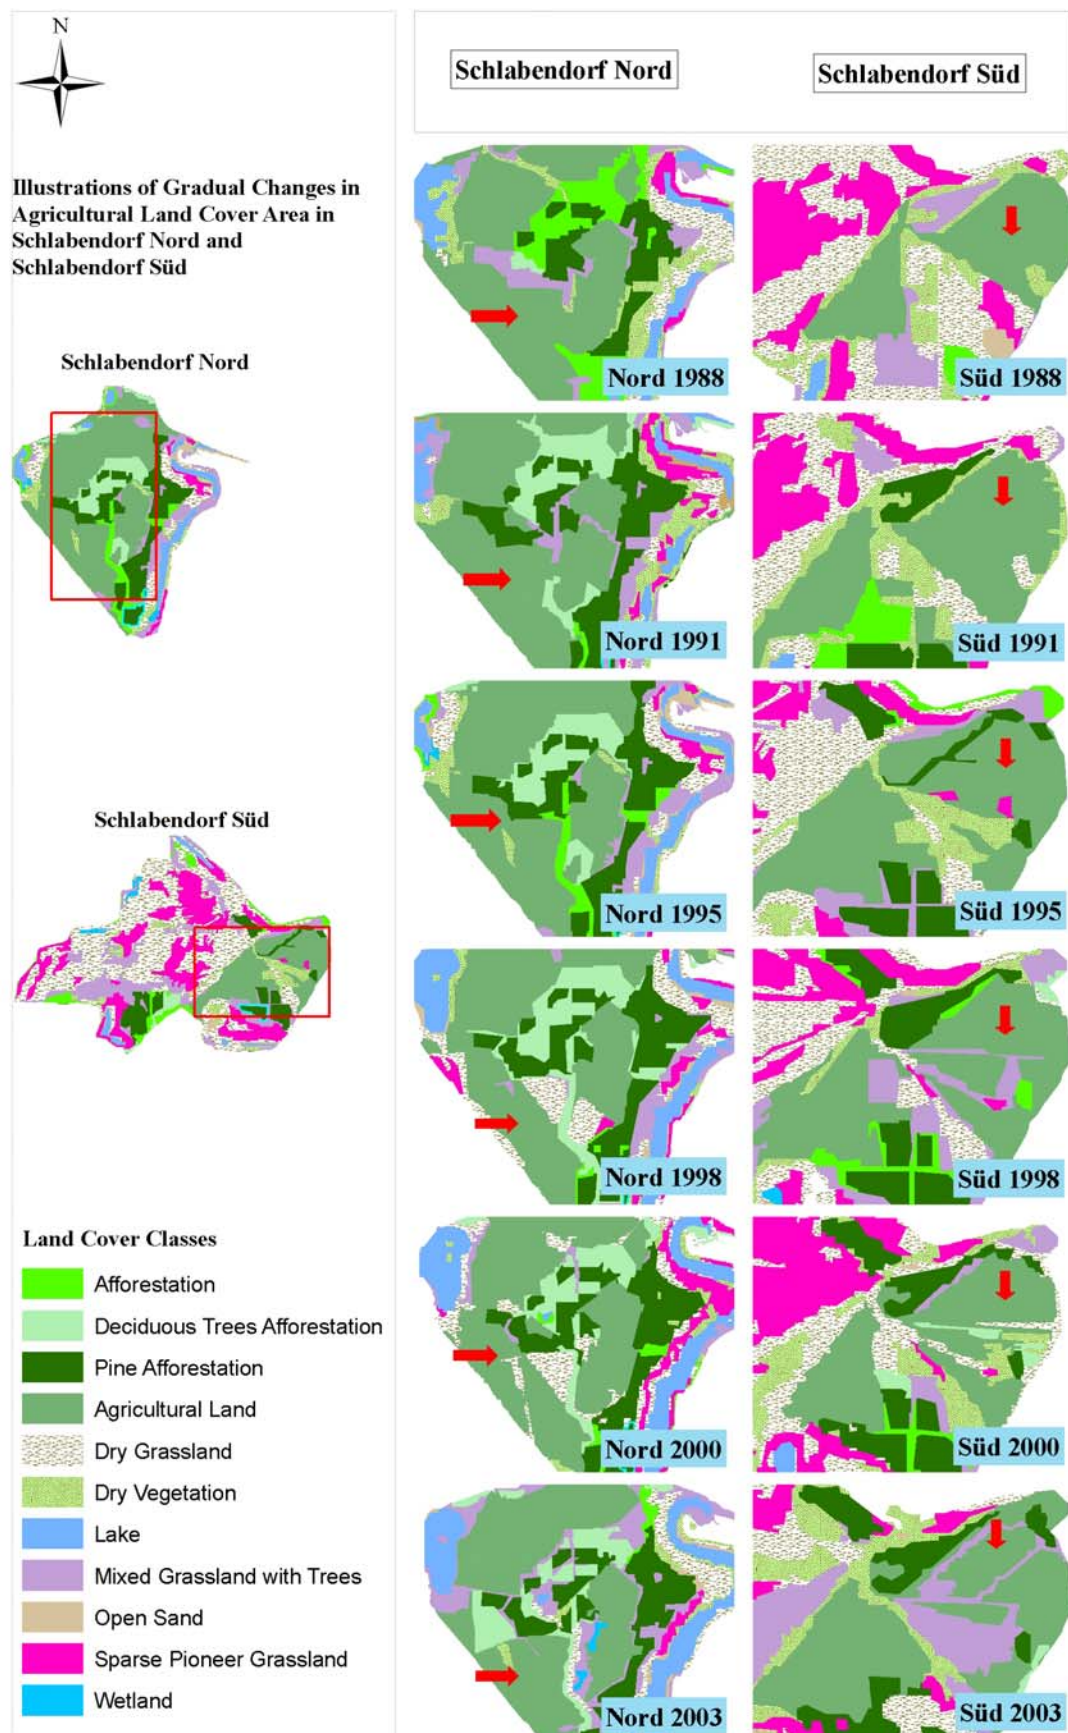 N
Illustrations of Gradual Changes in
Agricultural Land Cover Area in
Schlabendorf Nord and
Schlabendorf Süd
Schlabendorf Nord
Schlabendorf Süd
Land Cover Classes
Afforestation
Deciduous Trees Afforestation
Pine Afforestation
Agricultural Land
Dry Grassland
Dry Vegetation
Lake
Mixed Grassland with Trees
Open Sand
Sparse Pioneer Grassland
Wetland
Schlabendorf Nord
Schlabendorf Süd
Nord 1988
Süd 1988
Nord 1991
Süd 1991
Nord 1995
Süd 1995
Nord 1998
Süd 1998
Nord 2000
Süd 2000
Nord 2003
Süd 2003